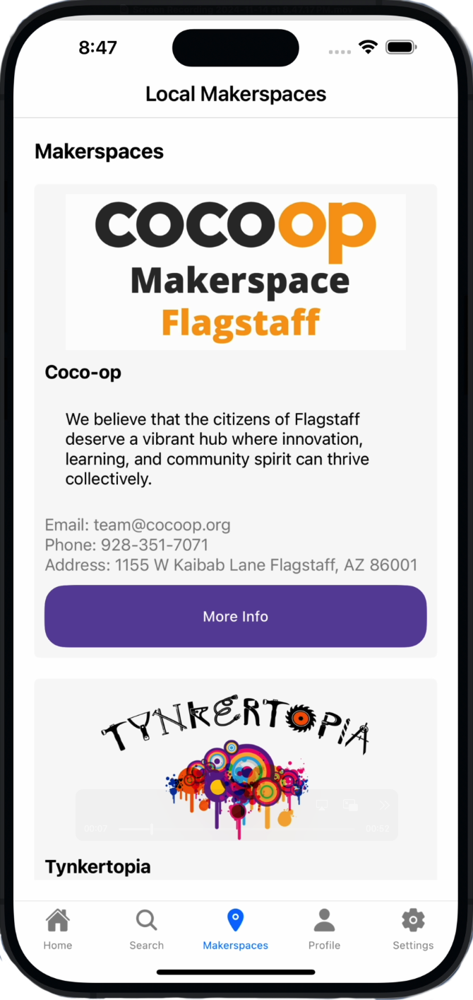 8:47
Local Makerspaces
Makerspaces
cocoop
Makerspace
Flagstaff
Coco-op
We believe that the citizens of Flagstaff
deserve a vibrant hub where innovation,
learning, and community spirit can thrive
collectively.
Email: team@cocoop.org
Phone: 928-351-7071
Address: 1155 W Kaibab Lane Flagstaff, AZ 86001
More Info
TYNKERTOPIA
00:07 00:52
Tynkertopia
Home Search Makerspaces Profile Settings